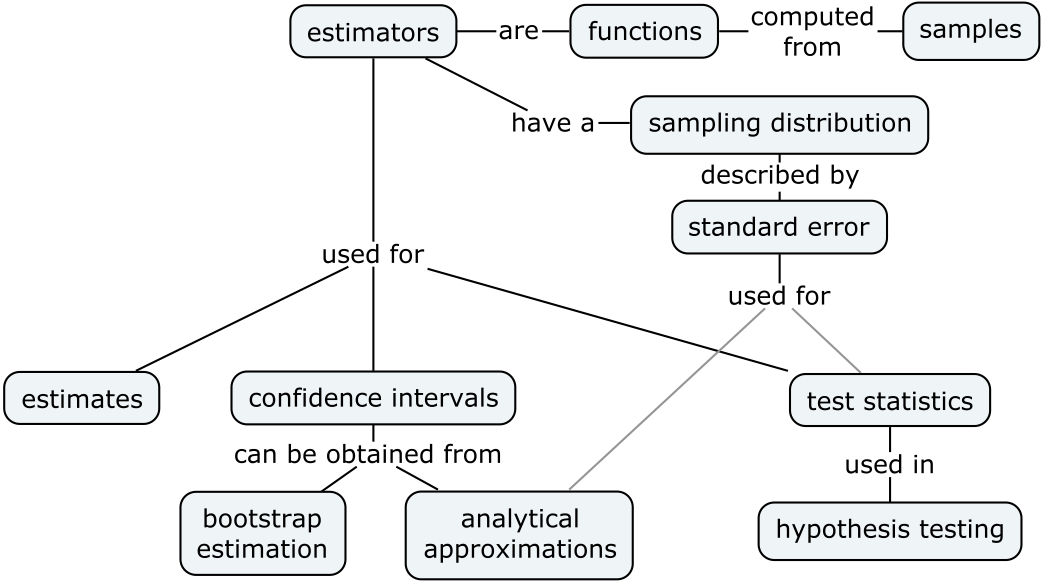 estimators
are
functions
computed
from
samples
have a
sampling distribution
described by
standard error
used for
used for
estimates
confidence intervals
test statistics
can be obtained from
used in
bootstrap
estimation
analytical
approximations
hypothesis testing